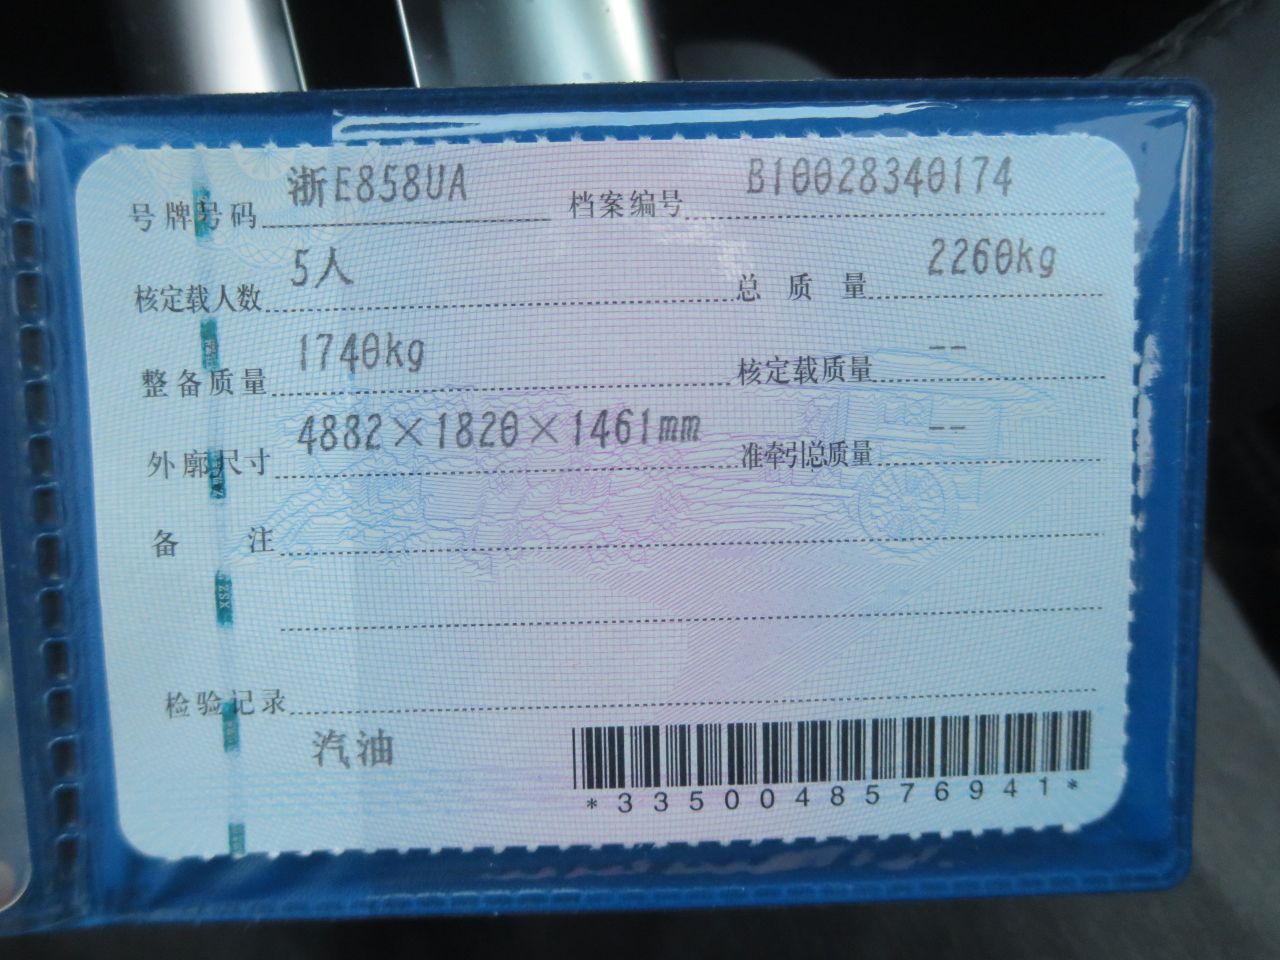 号牌号码 浙E858UA 档案编号 B10028340174
核定载人数 5人 总质量 2260kg
整备质量 1740kg 核定载质量 --
外廓尺寸 4882×1820×1461mm 准牵引总质量 --
备注
检验记录
汽油
*3350048576941*